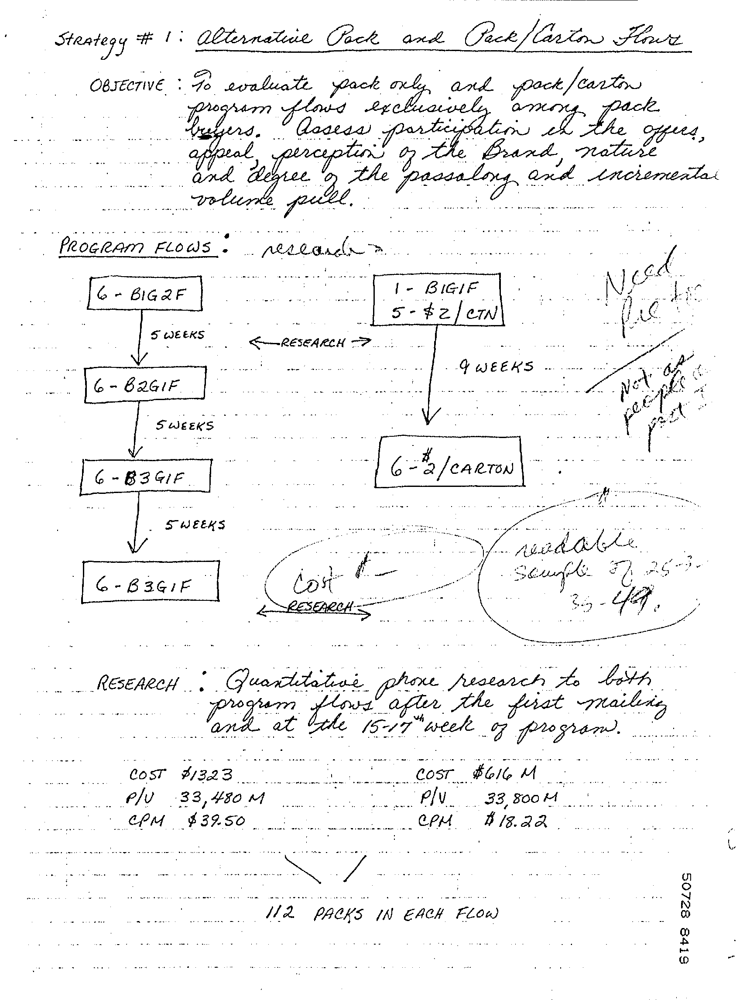 STRATEGY # 1: Alternative Pack and Pack/Carton Flows
OBJECTIVE : To evaluate pack only and pack/carton
program flows exclusively among pack
buyers. Assess participation in the offers,
appeal, perception of the Brand, nature
and degree of the passalong and incremental
volume pull.
PROGRAM FLOWS : research
6 - B1G2F
5 WEEKS
6 - B2G1F
5 WEEKS
6 - B3G1F
5 WEEKS
6 - B3G1F
RESEARCH
1 - B1G1F
5 - $2/CTN
9 WEEKS
6 - $2/CARTON
Need
Not as
people
Cost $ -
RESEARCH
readable
sample of 25-
35-49.
RESEARCH : Quantitative phone research to both
program flows after the first mailing
and at the 15-17th week of program.
COST $1323 COST $616 M
P/V 33,480 M P/V 33,800 M
CPM $39.50 CPM $18.22
112 PACKS IN EACH FLOW
50728 8419